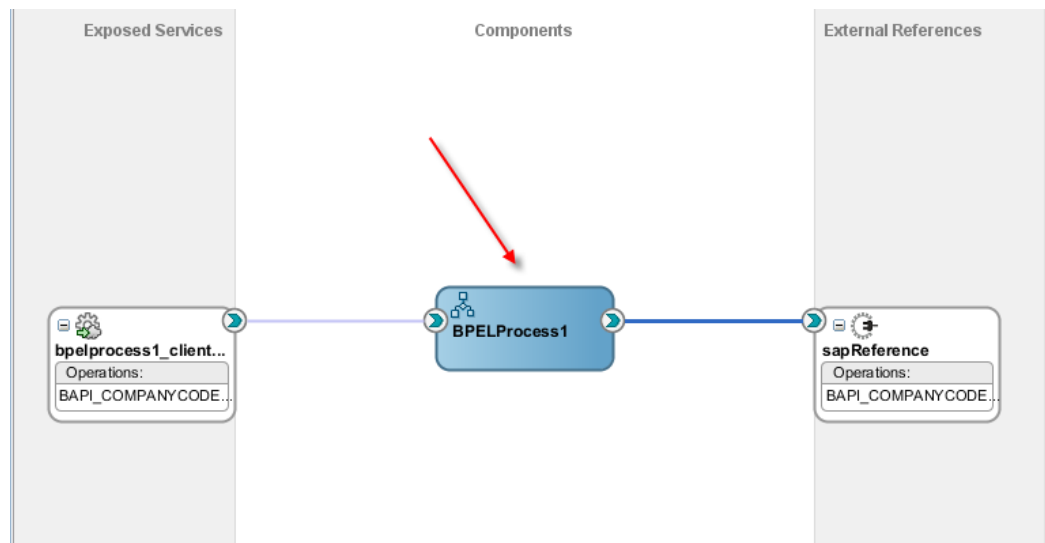 Exposed Services
Components
External References
bpelprocess1_client...
Operations:
BAPI_COMPANYCODE...
BPELProcess1
sapReference
Operations:
BAPI_COMPANYCODE...